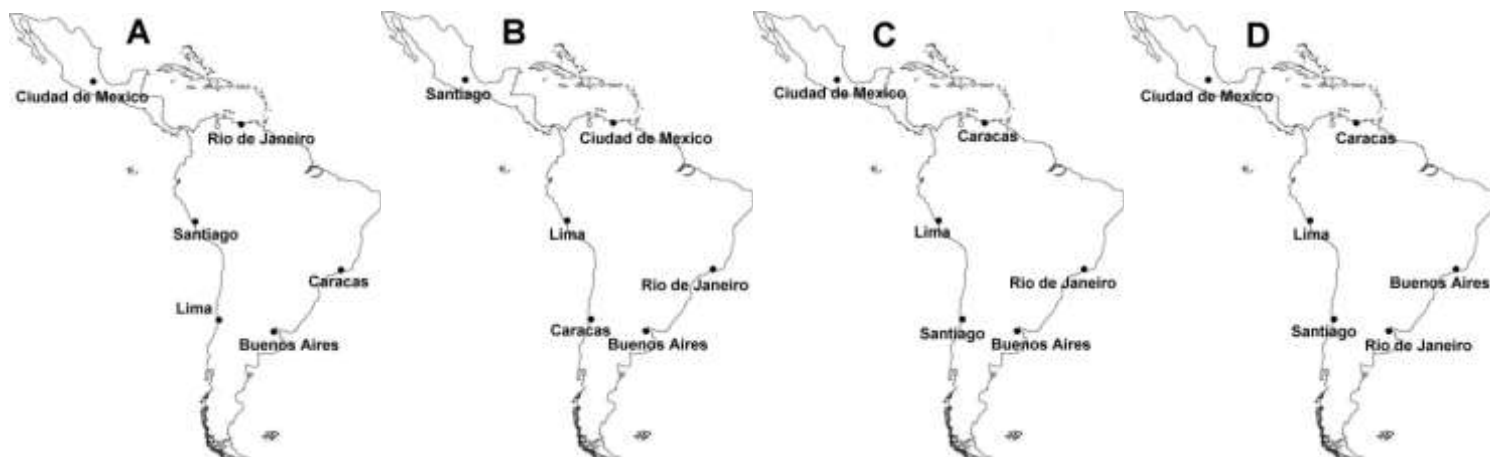 A
Ciudad de Mexico
Rio de Janeiro
Santiago
Caracas
Lima
Buenos Aires
B
Santiago
Ciudad de Mexico
Lima
Rio de Janeiro
Caracas
Buenos Aires
C
Ciudad de Mexico
Caracas
Lima
Rio de Janeiro
Santiago
Buenos Aires
D
Ciudad de Mexico
Caracas
Lima
Buenos Aires
Santiago
Rio de Janeiro